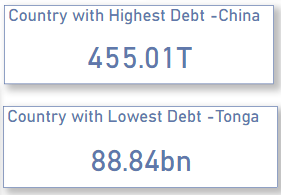 Country with Highest Debt -China
455.01T
Country with Lowest Debt -Tonga
88.84bn